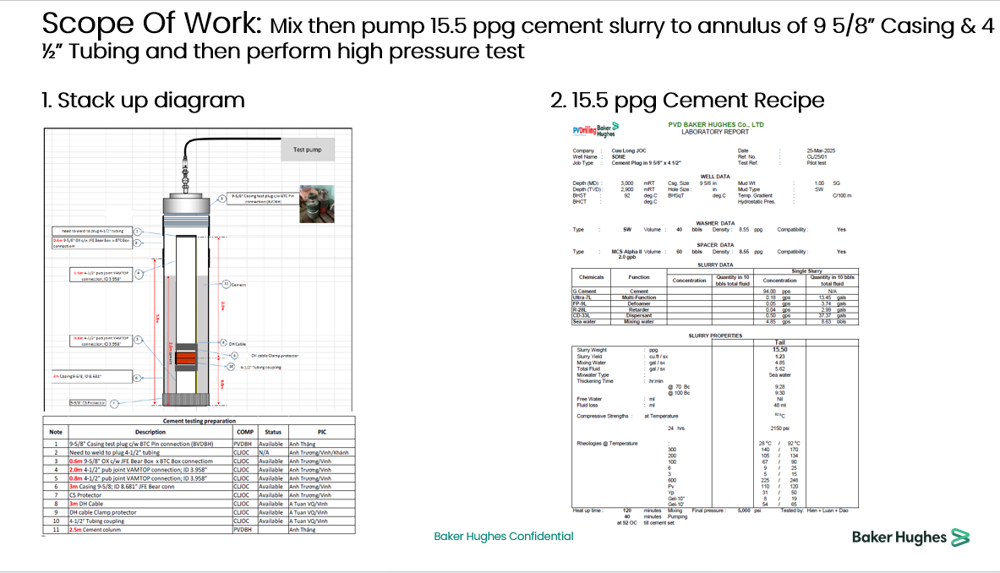 Scope Of Work: Mix then pump 15.5 ppg cement slurry to annulus of 9 5/8” Casing & 4
½” Tubing and then perform high pressure test
1. Stack up diagram
Test pump
1
9-5/8" Casing test plug c/w BTC Pin
connection (BVDBH)
need to weld to plug 4-1/2" tubing
2
0.6m 9-5/8" OX c/w JFE Bear Box x BTC Box
connection
3
4
connection; ID 3.958"
11
Cement
5
connection; ID 3.958"
8
DH Cable
9
DH cable Clamp protector
10
4-1/2" Tubing coupling
3m Casing 9-5/8; ID 8.681"
6
9-5/8" CS Protector
7
Cement testing preparation
Note Description COMP Status PIC
1 9-5/8" Casing test plug c/w BTC Pin connection (BVDBH) PVDBH Available Anh Thắng
2 Need to weld to plug 4-1/2" tubing CLJOC N/A Anh Trương/Vinh/Khánh
3 0.6m 9-5/8" OX c/w JFE Bear Box x BTC Box connectiom CLJOC Available Anh Trương/Vinh
4 2.0m 4-1/2" pub joint VAMTOP connection; ID 3.958" CLJOC Available Anh Trương/Vinh
5 0.8m 4-1/2" pub joint VAMTOP connection; ID 3.958" CLJOC Available Anh Trương/Vinh
6 3m Casing 9-5/8; ID 8.681" JFE Bear conn CLJOC Available Anh Trương/Vinh
7 CS Protector CLJOC Available Anh Trương/Vinh
8 3m DH Cable CLJOC Available A Tuan VQ/Vinh
9 DH cable Clamp protector CLJOC Available A Tuan VQ/Vinh
10 4-1/2" Tubing coupling CLJOC Available A Tuan VQ/Vinh
11 2.5m Cement colunm PVDBH Anh Thắng
2. 15.5 ppg Cement Recipe
PVDrilling Baker Hughes
PVD BAKER HUGHES Co., LTD
LABORATORY REPORT
Company : Cuu Long JOC Date : 25-Mar-2025
Well Name : SDNE Ref. No. : CL/25/01
Job Type : Cement Plug in 9 5/8" x 4 1/2" Test Ref. : Pilot test
WELL DATA
Depth (MD) : 3,000 mRT Csg. Size 9 5/8 in Mud Wt : 1.00 SG
Depth (TVD) : 2,900 mRT Hole Size : in Mud Type : SW
BHST : 92 deg.C BHSqT deg.C Temp. Gradient : C/100 m
BHCT : deg.C Hydrostatic Pres. :
WASHER DATA
Type : SW Volume : 40 bbls Density : 8.55 ppg Compatibility : Yes
SPACER DATA
Type : MCS Alpha II Volume : 60 bbls Density : 8.55 ppg Compatibility : Yes
2.0 gpb
SLURRY DATA
Single Slurry
Chemicals Function Concentration Quantity in 10 bbls total fluid Concentration Quantity in 10 bbls total fluid
G Cement Cement 94.00 pps N/A
Ultra-7L Multi-Function 0.18 gps 13.45 gals
FP-9L Defoamer 0.05 gps 3.74 gals
R-28L Retarder 0.04 gps 2.99 gals
CD-33L Dispersant 0.50 gps 37.37 gals
Sea water Mixing water 4.85 gps 8.63 bbls
SLURRY PROPERTIES
Tail
Slurry Weight : ppg. 15.50
Slurry Yield : cu.ft / sx 1.23
Mixing Water : gal / sx 4.85
Total Fluid : gal / sx 5.62
Mixwater Type : Sea water
Thickening Time : hr:min
@ 70 Bc 9:28
@ 100 Bc 9:30
Free Water : ml Nil
Fluid loss : ml 48 ml
Compressive Strengths : at Temperature 92 °C
24 hrs 2150 psi
Rheologies @ Temperature : 28 °C / 92 °C
300 140 / 170
200 105 / 134
100 67 / 90
6 9 / 25
3 5 / 15
600 225 / 248
Pv 110 / 120
Yp 31 / 50
Gel-10" 8 / 19
Gel-10' 54 / 65
Heat up time : 120 minutes Mixing Final pressure : 5,000 psi Tested by: Hien + Luan + Dao
40 minutes Pumping
at 92 OC till cement set
Baker Hughes Confidential
Baker Hughes